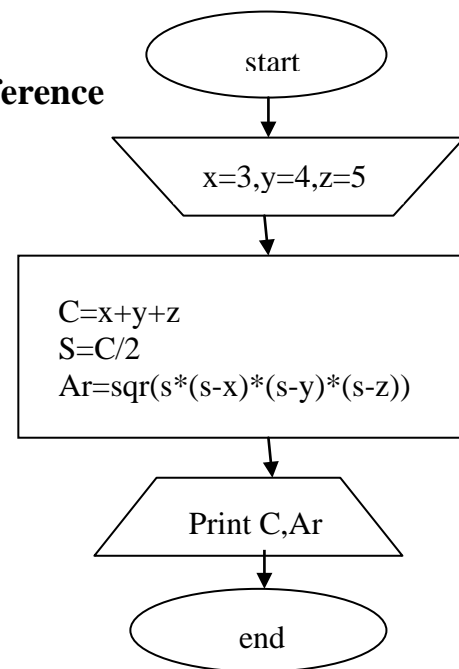 start
ference
x=3,y=4,z=5
C=x+y+z
S=C/2
Ar=sqr(s*(s-x)*(s-y)*(s-z))
Print C,Ar
end